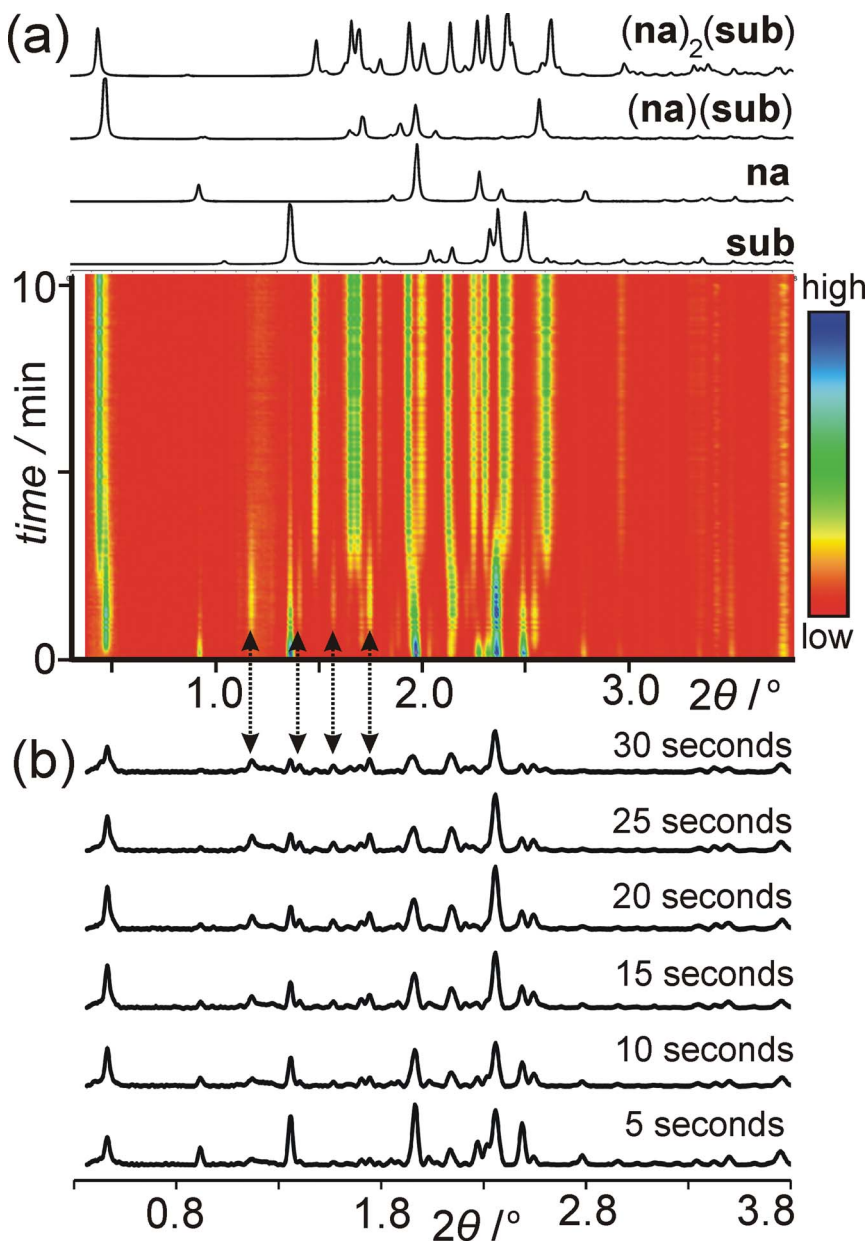 (a)
(na)2(sub)
(na)(sub)
na
sub
10
high
time / min
0
low
1.0 2.0 3.0 2θ / °
(b)
30 seconds
25 seconds
20 seconds
15 seconds
10 seconds
5 seconds
0.8 1.8 2θ / ° 2.8 3.8